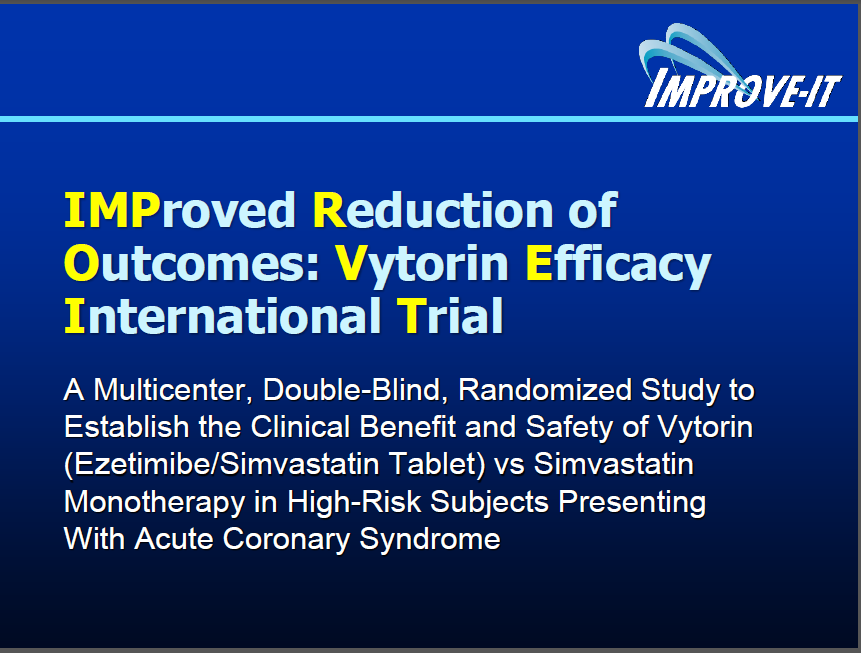 IMPROVE-IT
IMProved Reduction of
Outcomes: Vytorin Efficacy
International Trial
A Multicenter, Double-Blind, Randomized Study to
Establish the Clinical Benefit and Safety of Vytorin
(Ezetimibe/Simvastatin Tablet) vs Simvastatin
Monotherapy in High-Risk Subjects Presenting
With Acute Coronary Syndrome